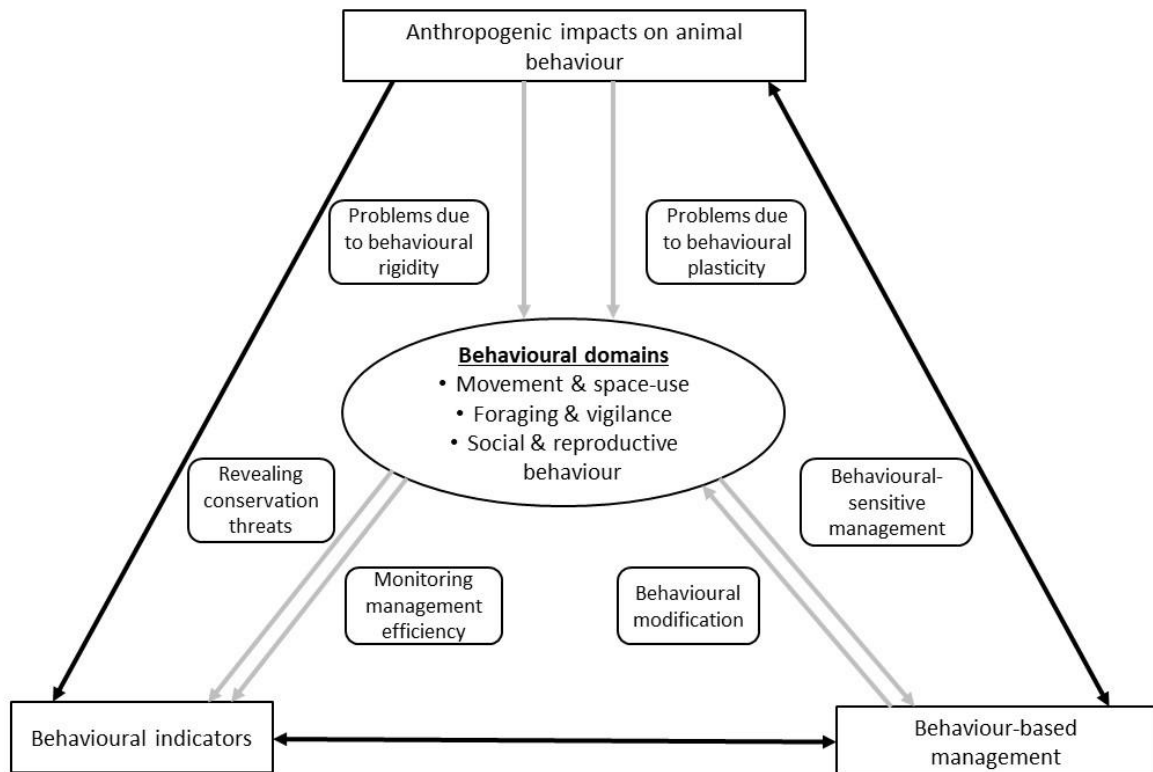 Anthropogenic impacts on animal
behaviour
Problems due
to behavioural
rigidity
Problems due
to behavioural
plasticity
Behavioural domains
• Movement & space-use
• Foraging & vigilance
• Social & reproductive
behaviour
Revealing
conservation
threats
Behavioural-
sensitive
management
Monitoring
management
efficiency
Behavioural
modification
Behavioural indicators
Behaviour-based
management